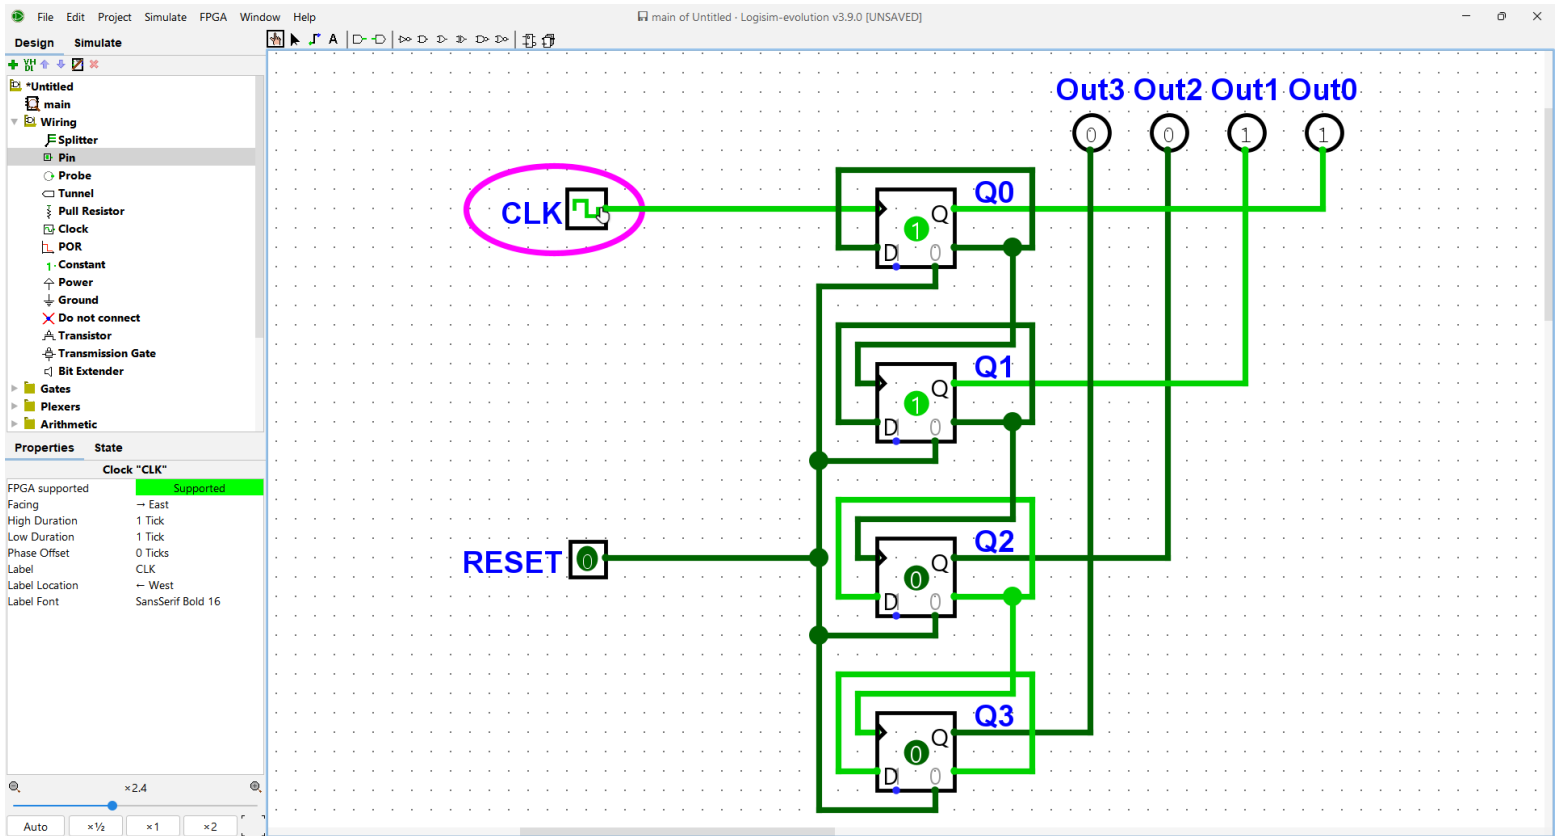 File Edit Project Simulate FPGA Window Help
main of Untitled · Logisim-evolution v3.9.0 [UNSAVED]
Design Simulate
A
VH
DL
*Untitled
main
Wiring
Splitter
Pin
Probe
Tunnel
Pull Resistor
Clock
POR
Constant
Power
Ground
Do not connect
Transistor
Transmission Gate
Bit Extender
Gates
Plexers
Arithmetic
Properties State
Clock "CLK"
FPGA supported Supported
Facing → East
High Duration 1 Tick
Low Duration 1 Tick
Phase Offset 0 Ticks
Label CLK
Label Location ← West
Label Font SansSerif Bold 16
×2.4
Auto ×½ ×1 ×2
Out3 Out2 Out1 Out0
0 0 1 1
CLK
Q0
Q
1
D 0
Q1
Q
1
D 0
RESET 0
Q2
Q
0
D 0
Q3
Q
0
D 0